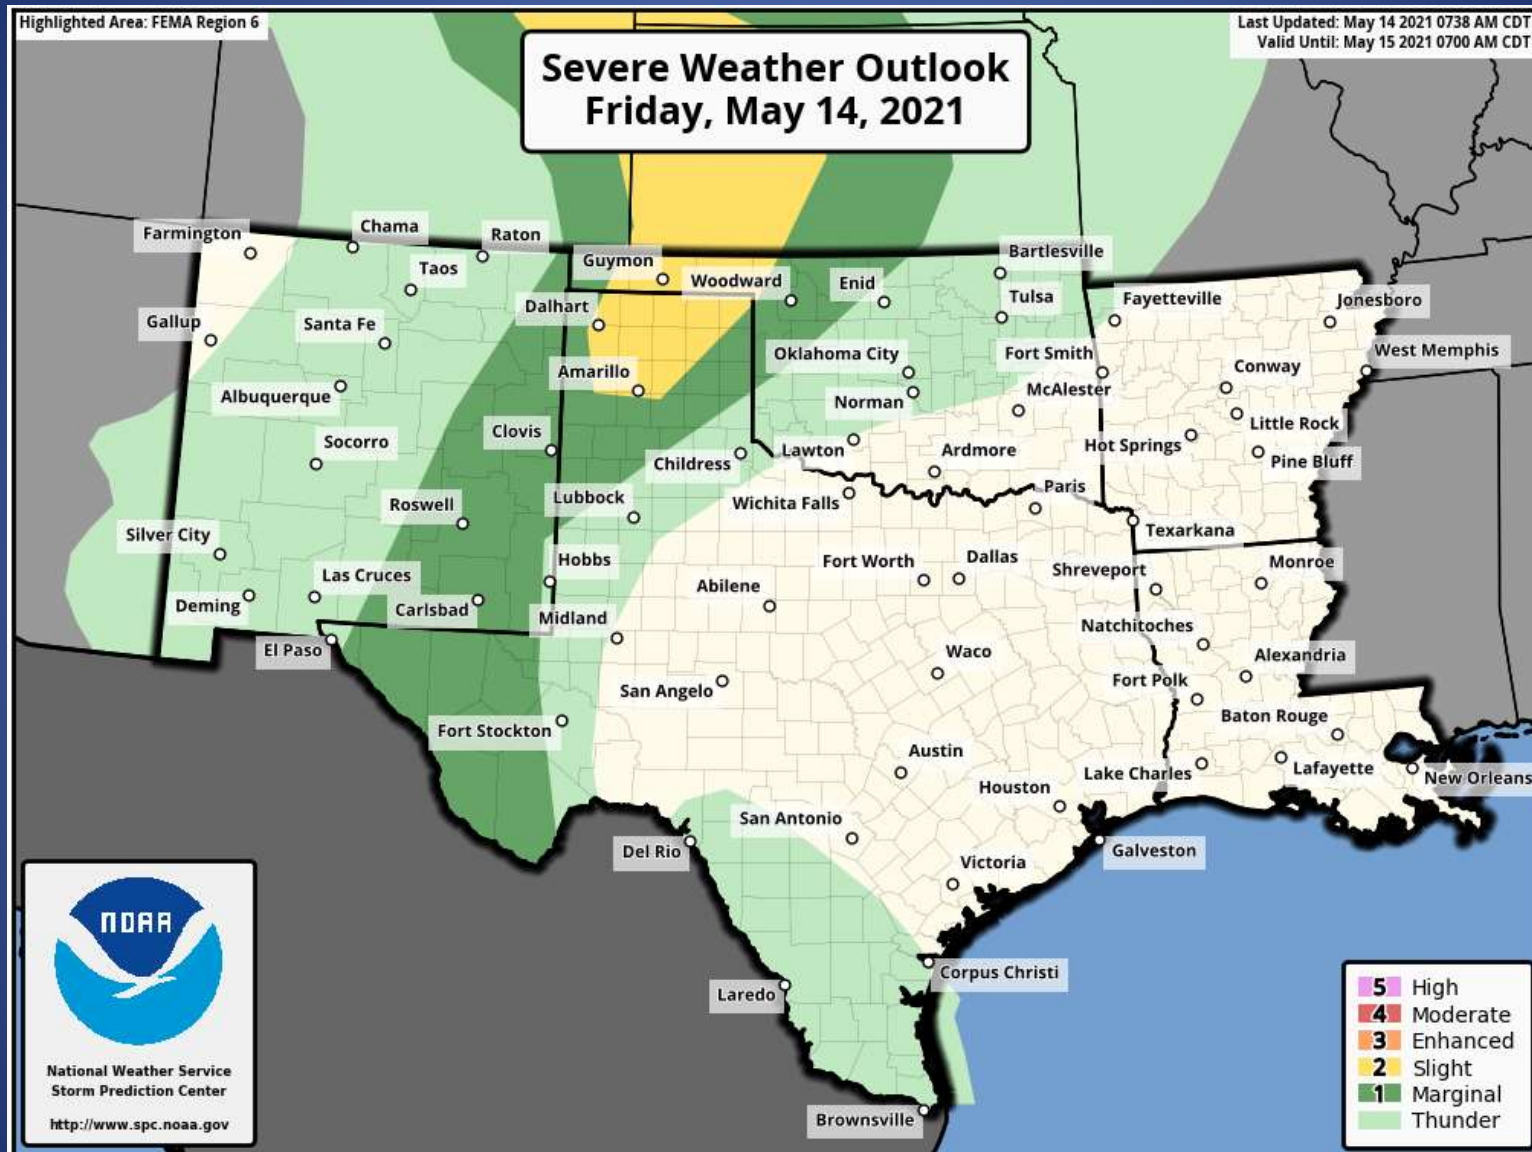 Highlighted Area: FEMA Region 6
Last Updated: May 14 2021 0738 AM CDT
Valid Until: May 15 2021 0700 AM CDT
Severe Weather Outlook
Friday, May 14, 2021
Farmington
Chama
Raton
Taos
Guymon
Woodward
Enid
Bartlesville
Tulsa
Fayetteville
Jonesboro
Gallup
Santa Fe
Dalhart
Oklahoma City
Fort Smith
West Memphis
Albuquerque
Amarillo
Norman
McAlester
Conway
Little Rock
Socorro
Clovis
Childress
Lawton
Ardmore
Hot Springs
Pine Bluff
Roswell
Lubbock
Wichita Falls
Paris
Texarkana
Silver City
Hobbs
Fort Worth
Dallas
Shreveport
Monroe
Las Cruces
Deming
Carlsbad
Midland
Abilene
Natchitoches
El Paso
San Angelo
Waco
Fort Polk
Alexandria
Fort Stockton
Baton Rouge
Austin
Houston
Lake Charles
Lafayette
New Orleans
San Antonio
Del Rio
Victoria
Galveston
Laredo
Corpus Christi
Brownsville
NOAA
National Weather Service
Storm Prediction Center
http://www.spc.noaa.gov
5 High
4 Moderate
3 Enhanced
2 Slight
1 Marginal
Thunder